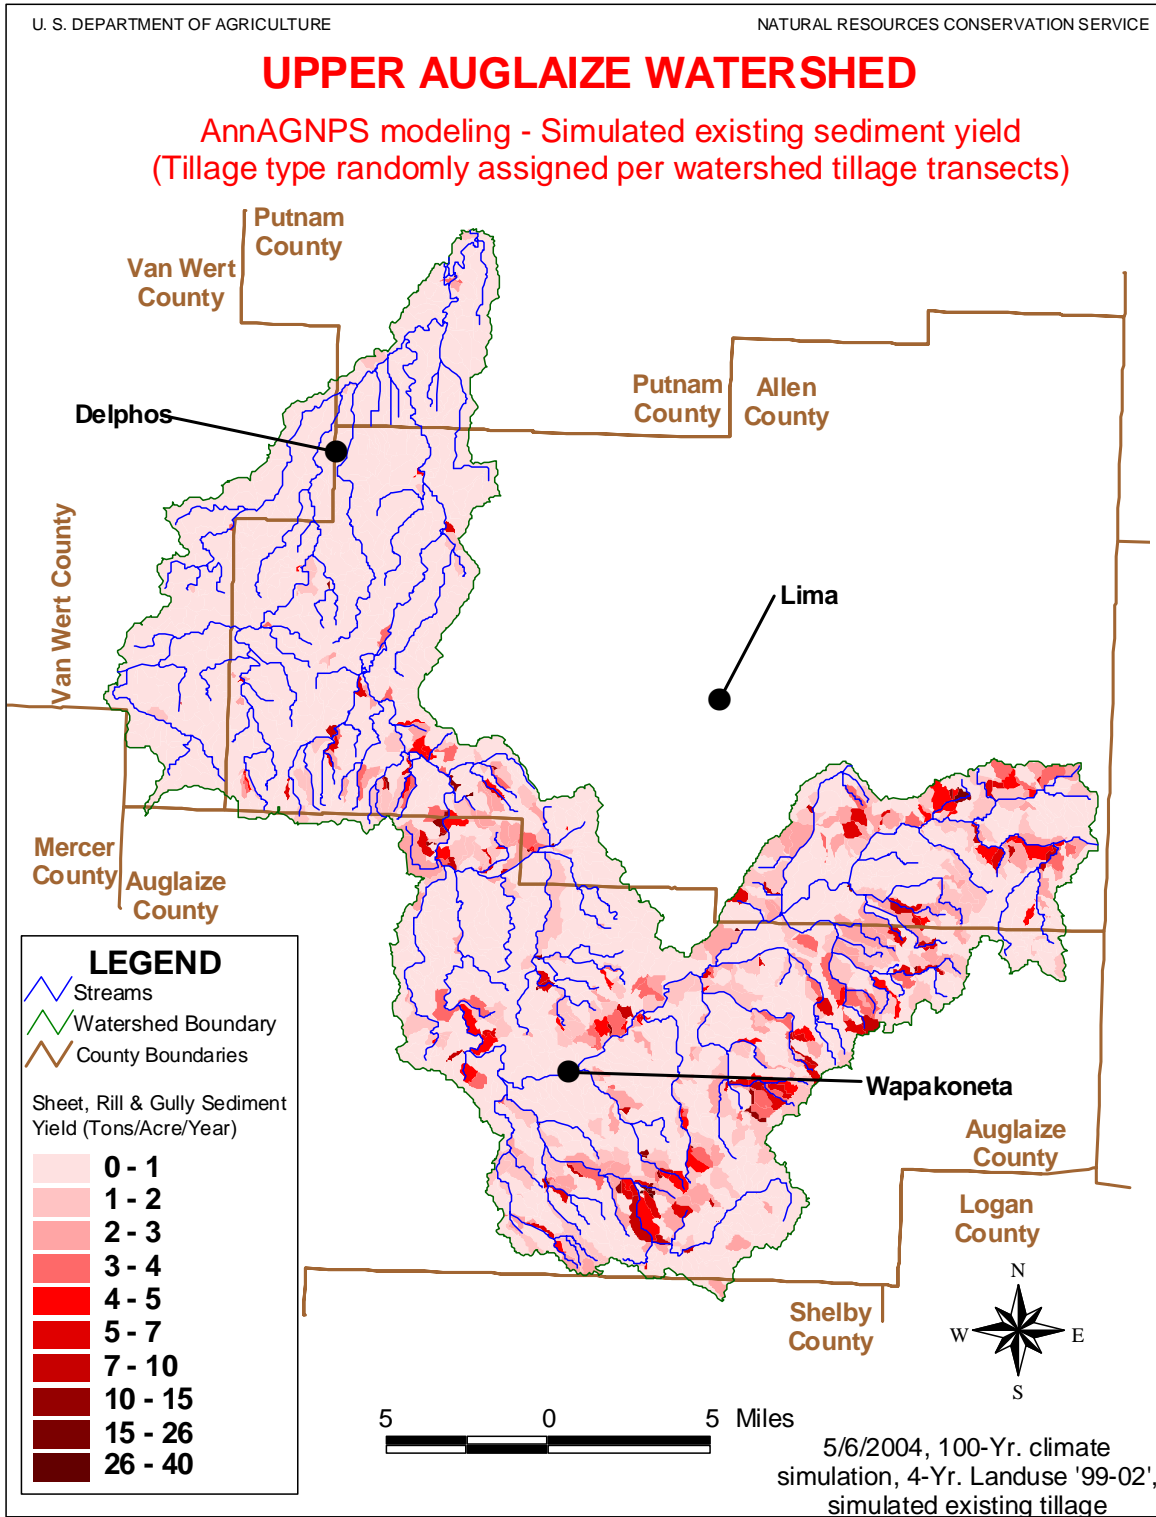 U. S. DEPARTMENT OF AGRICULTURE
NATURAL RESOURCES CONSERVATION SERVICE
UPPER AUGLAIZE WATERSHED
AnnAGNPS modeling - Simulated existing sediment yield
(Tillage type randomly assigned per watershed tillage transects)
Putnam
County
Van Wert
County
Putnam
County
Allen
County
Delphos
Van Wert County
Lima
Mercer
County
Auglaize
County
Wapakoneta
Auglaize
County
Logan
County
Shelby
County
LEGEND
Streams
Watershed Boundary
County Boundaries
Sheet, Rill & Gully Sediment
Yield (Tons/Acre/Year)
0 - 1
1 - 2
2 - 3
3 - 4
4 - 5
5 - 7
7 - 10
10 - 15
15 - 26
26 - 40
N
W
E
S
5 0 5 Miles
5/6/2004, 100-Yr. climate
simulation, 4-Yr. Landuse '99-02',
simulated existing tillage